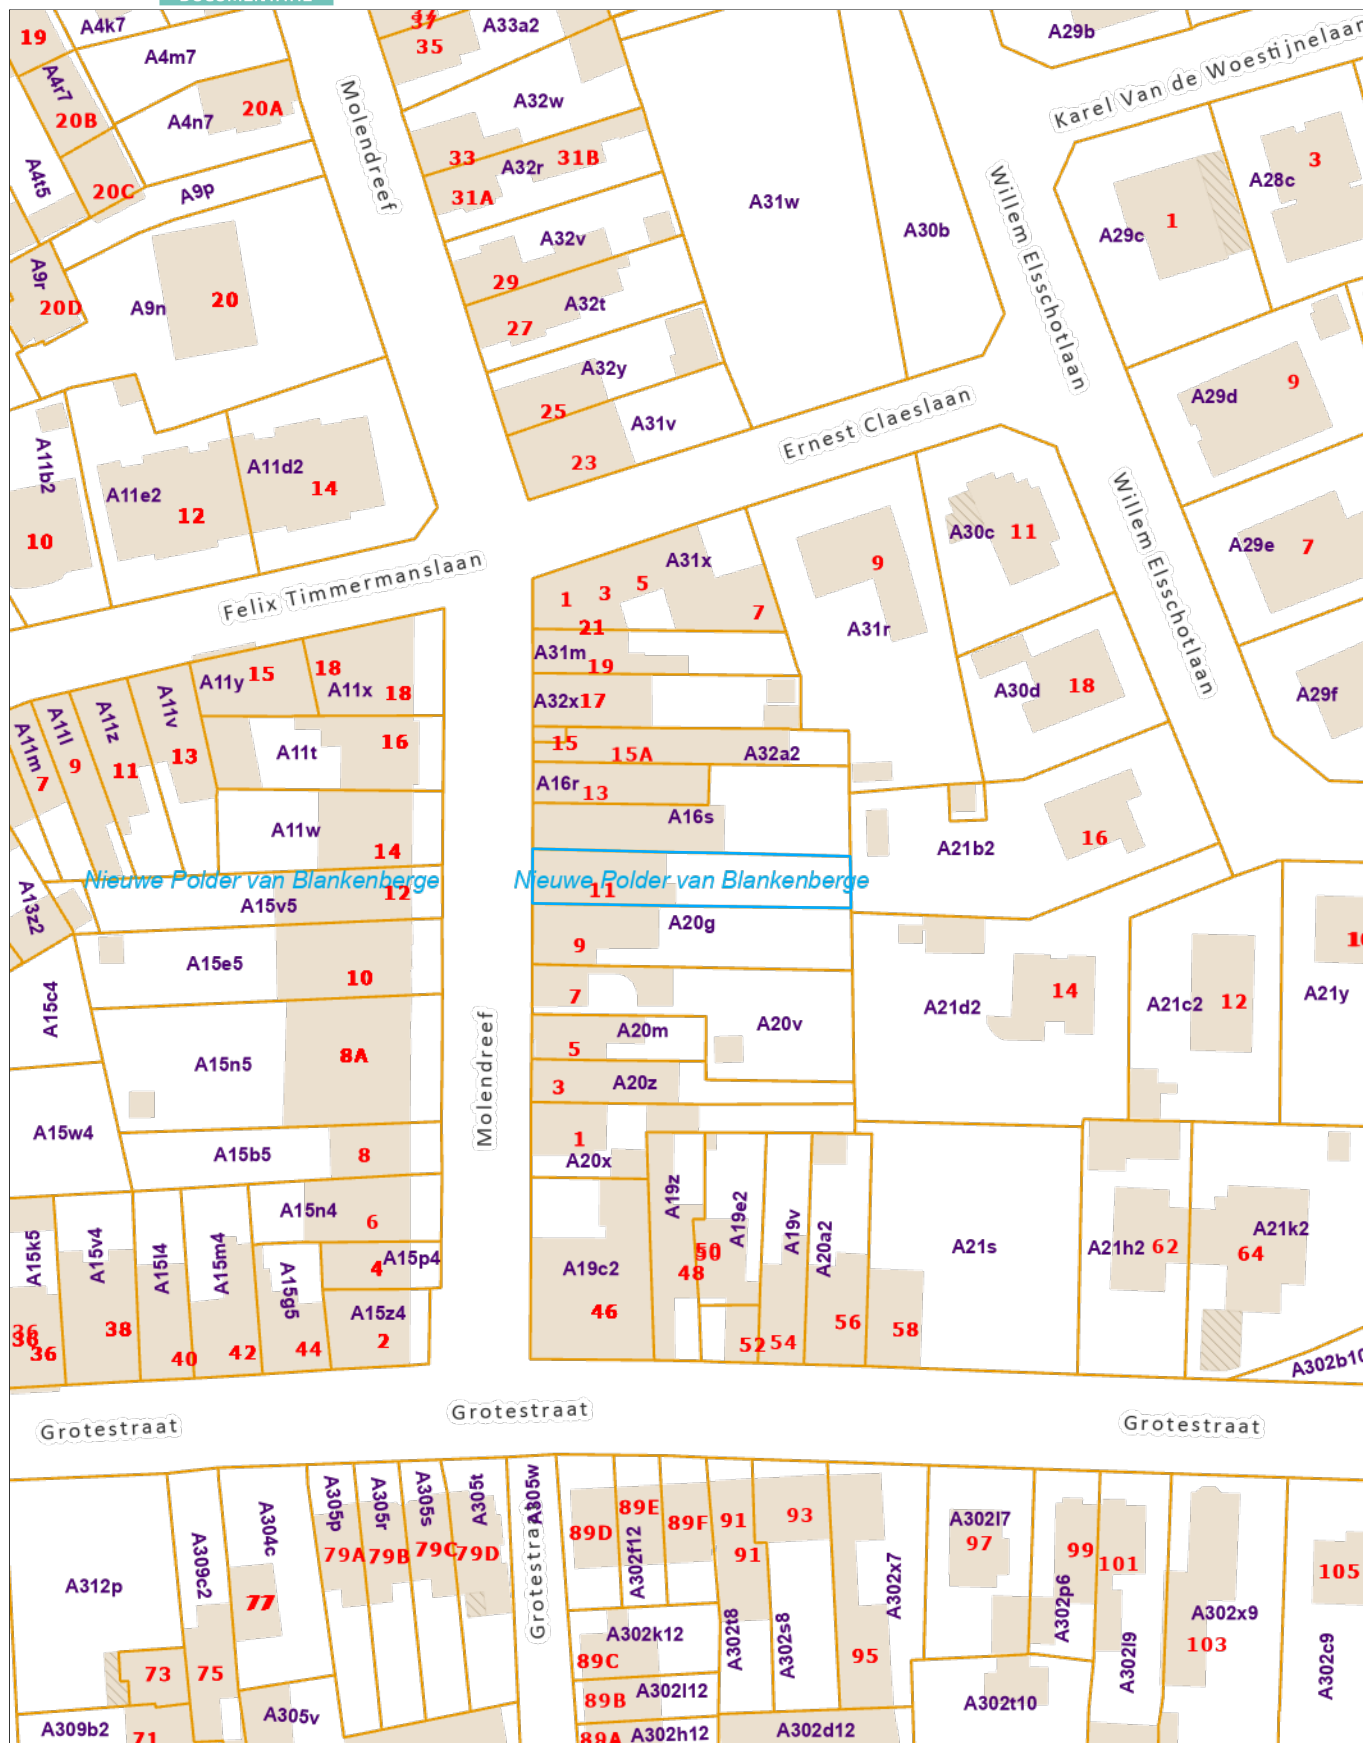 A4k7
A33a2
37
35
A29b
19
A4m7
Karel Van de Woestijnelaan
A4r7
20B
A4n7
20A
Molendreef
A32w
33
A32r
31B
31A
A4t5
20C
A9p
A31w
A30b
Willem Elsschotlaan
A29c
1
A28c
3
A9r
20D
A9n
20
A32v
29
A32t
27
A32y
25
A31v
23
A29d
9
Ernest Claeslaan
A11b2
10
A11e2
12
A11d2
14
A30c
11
Willem Elsschotlaan
A29e
7
Felix Timmermanslaan
A31x
1
3
5
7
21
9
A31r
A31m
19
A30d
18
A29f
A11y
15
18
A11x
18
A32x
17
A11m
7
A11l
9
A11z
11
A11v
13
A11t
16
15
15A
A32a2
A16r
13
A16s
A11w
14
A21b2
16
Nieuwe Polder van Blankenberge
Nieuwe Polder van Blankenberge
12
11
A13z2
A15v5
A20g
9
A15e5
10
7
A20v
A21d2
14
A21c2
12
A21y
A15c4
Molendreef
A20m
5
A15n5
8A
A20z
3
A15w4
A15b5
8
1
A20x
A15n4
6
A19z
A19e2
A19v
A20a2
A21s
A21h2
62
A21k2
64
A15k5
A15v4
A15l4
A15m4
A15g5
4
A15p4
50
48
A19c2
46
A15z4
2
36
36
36
38
40
42
44
52
54
56
58
A302b10
Grotestraat
Grotestraat
Grotestraat
A312p
A309c2
A304c
77
A305p
79A
A305r
79B
A305s
79C
A305t
79D
A305w
Grotestraat
89D
89E
A302f12
89F
91
91
93
A302x7
A302l7
97
99
A302p6
101
A302x9
103
105
73
75
A302k12
89C
A302t8
A302s8
95
A302l9
A302c9
A309b2
71
A305v
89B
A302l12
A302t10
89A
A302h12
A302d12